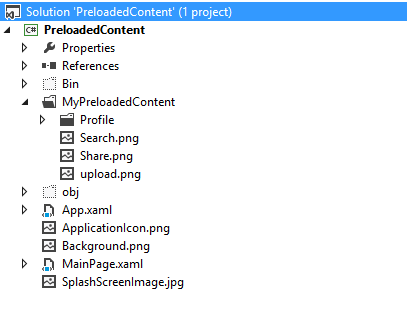 Solution 'PreloadedContent' (1 project)
C# PreloadedContent
Properties
References
Bin
MyPreloadedContent
Profile
Search.png
Share.png
upload.png
obj
App.xaml
ApplicationIcon.png
Background.png
MainPage.xaml
SplashScreenImage.jpg